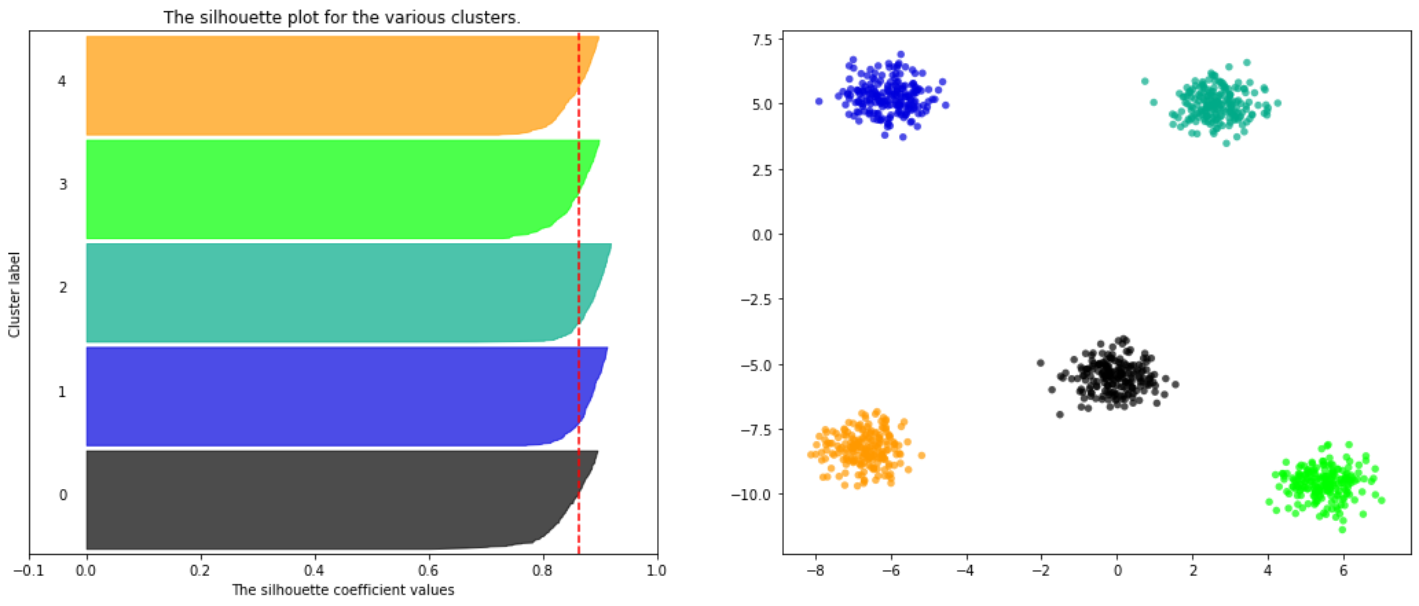 The silhouette plot for the various clusters.
Cluster label
4
3
2
1
0
−0.1 0.0 0.2 0.4 0.6 0.8 1.0
The silhouette coefficient values
7.5
5.0
2.5
0.0
−2.5
−5.0
−7.5
−10.0
−8 −6 −4 −2 0 2 4 6